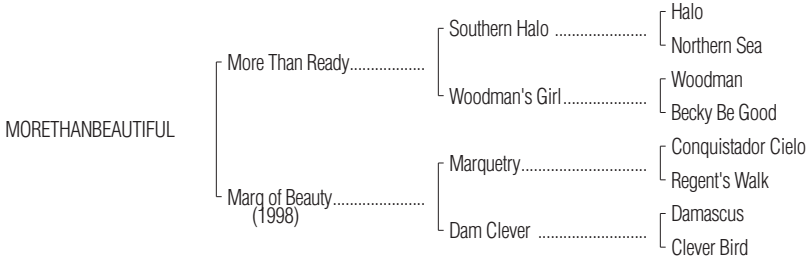 Halo
Southern Halo ......................
Northern Sea
More Than Ready..................
Woodman
Woodman's Girl....................
Becky Be Good
MORETHANBEAUTIFUL
Conquistador Cielo
Marquetry..............................
Regent's Walk
Marq of Beauty......................
(1998)
Damascus
Dam Clever ..........................
Clever Bird